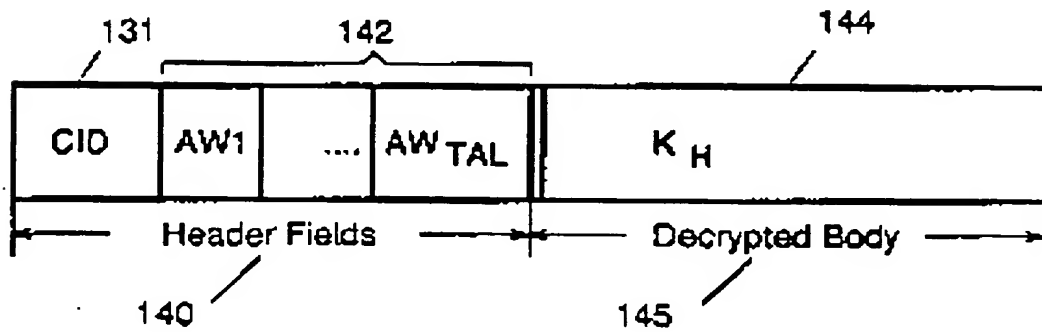 131 142 144
CID AW1 .... AW TAL K H
Header Fields Decrypted Body
140 145